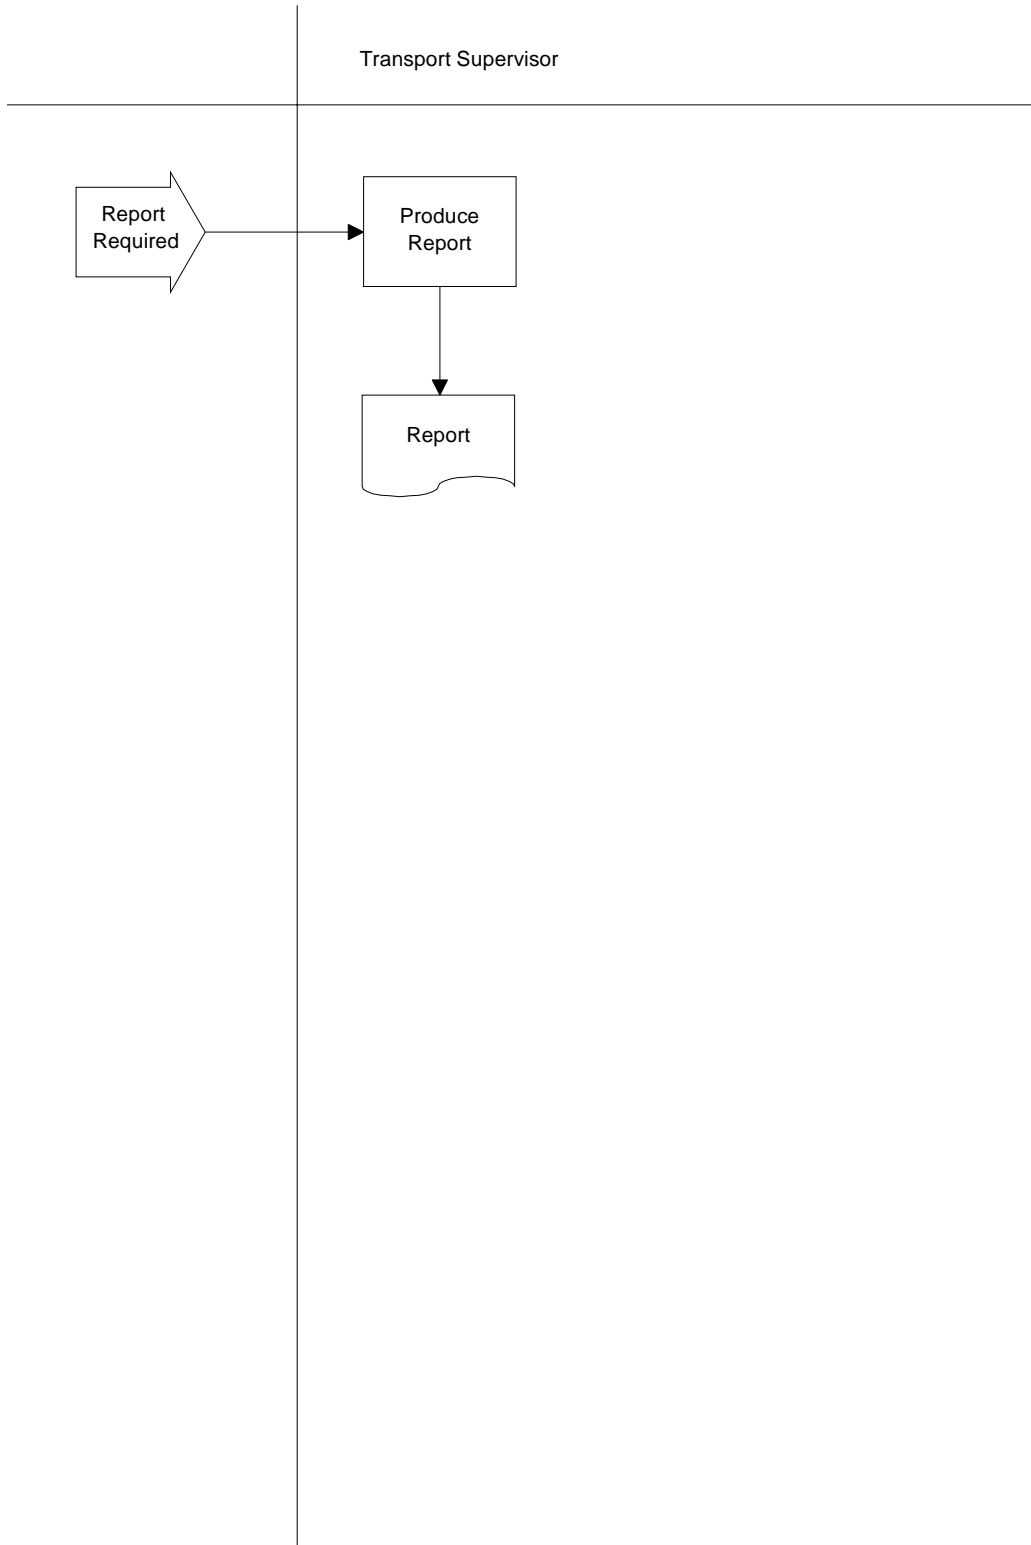 Transport Supervisor
Report
Required
Produce
Report
Report